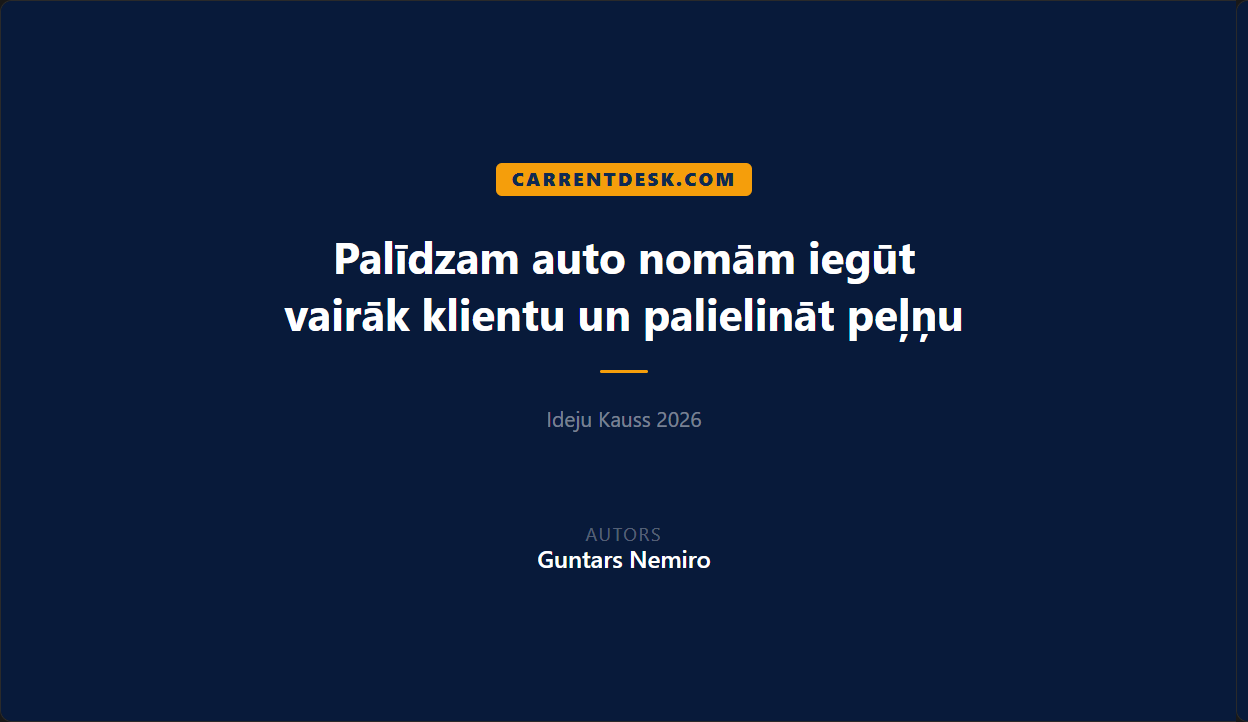 CARRENTDESK.COM
Palīdzam auto nomām iegūt
vairāk klientu un palielināt peļņu
Ideju Kauss 2026
AUTORS
Guntars Nemiro